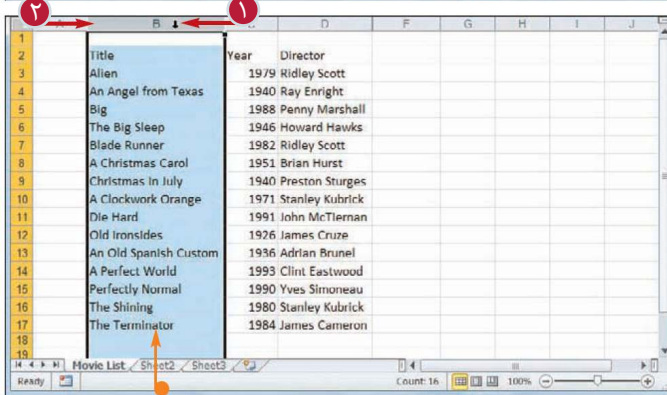 ٢ ١
A B C D F G H I J
1
2 Title Year Director
3 Alien 1979 Ridley Scott
4 An Angel from Texas 1940 Ray Enright
5 Big 1988 Penny Marshall
6 The Big Sleep 1946 Howard Hawks
7 Blade Runner 1982 Ridley Scott
8 A Christmas Carol 1951 Brian Hurst
9 Christmas In July 1940 Preston Sturges
10 A Clockwork Orange 1971 Stanley Kubrick
11 Die Hard 1991 John McTiernan
12 Old Ironsides 1926 James Cruze
13 An Old Spanish Custom 1936 Adrian Brunel
14 A Perfect World 1993 Clint Eastwood
15 Perfectly Normal 1990 Yves Simoneau
16 The Shining 1980 Stanley Kubrick
17 The Terminator 1984 James Cameron
18
19
Movie List Sheet2 Sheet3
Ready Count: 16 100%